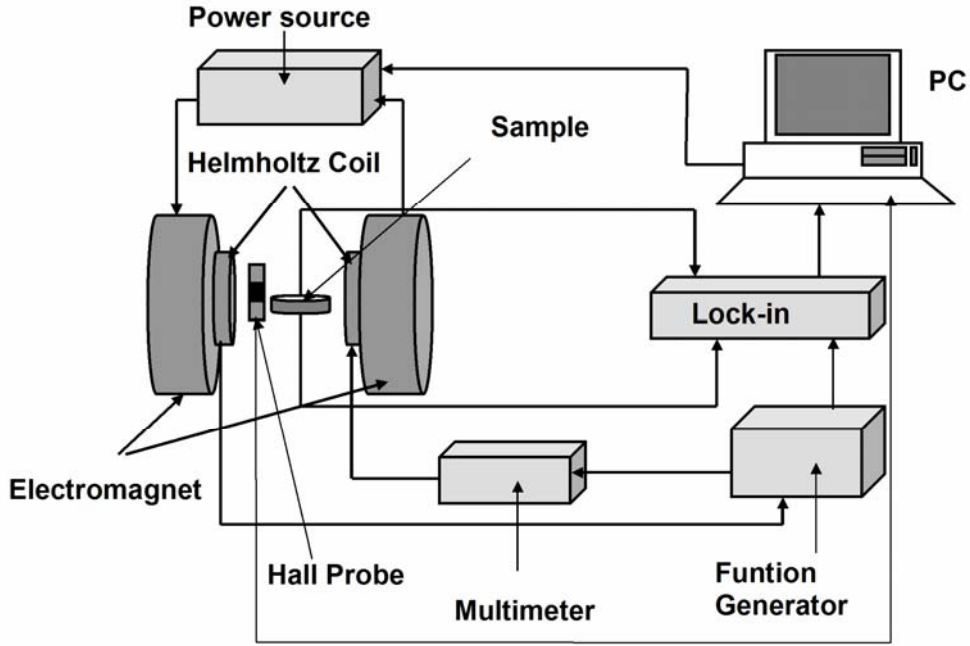 Power source
PC
Sample
Helmholtz Coil
Lock-in
Electromagnet
Hall Probe
Multimeter
Funtion
Generator